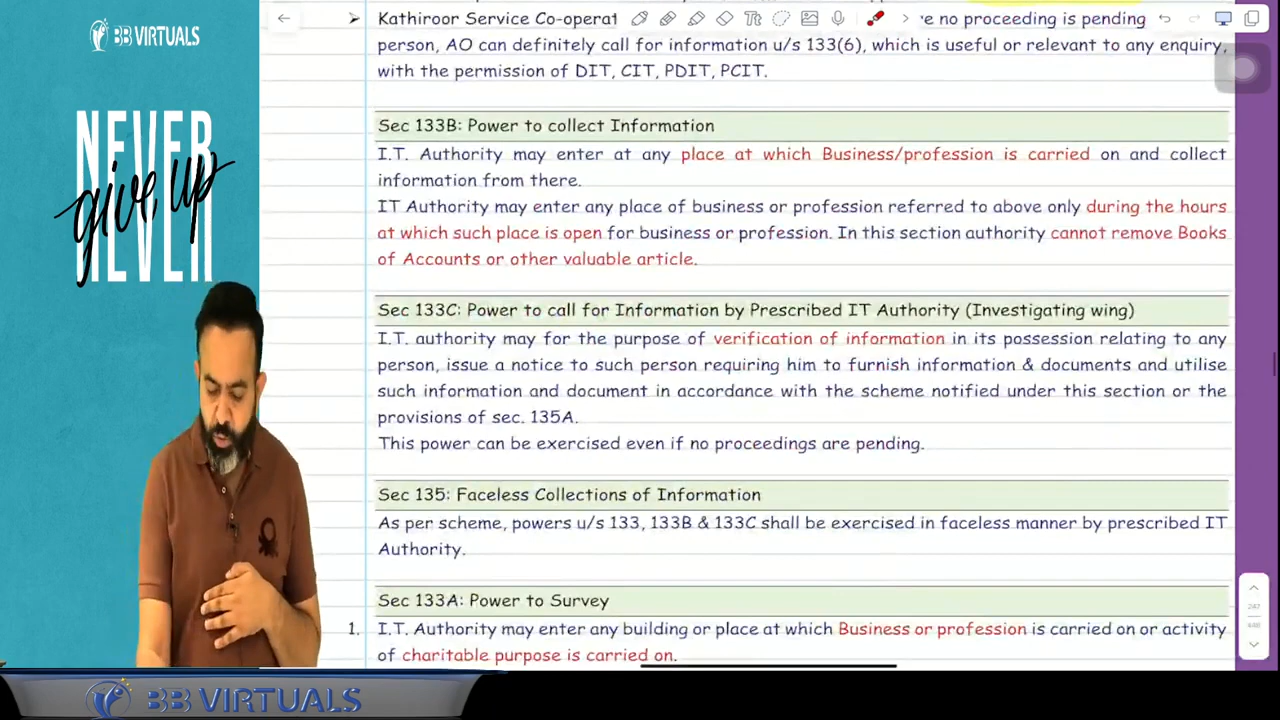 BB VIRTUALS
NEVER
give up
NEVER
➤ Kathiroor Service Co-operat
re no proceeding is pending
person, AO can definitely call for information u/s 133(6), which is useful or relevant to any enquiry,
with the permission of DIT, CIT, PDIT, PCIT.
Sec 133B: Power to collect Information
I.T. Authority may enter at any place at which Business/profession is carried on and collect
information from there.
IT Authority may enter any place of business or profession referred to above only during the hours
at which such place is open for business or profession. In this section authority cannot remove Books
of Accounts or other valuable article.
Sec 133C: Power to call for Information by Prescribed IT Authority (Investigating wing)
I.T. authority may for the purpose of verification of information in its possession relating to any
person, issue a notice to such person requiring him to furnish information & documents and utilise
such information and document in accordance with the scheme notified under this section or the
provisions of sec. 135A.
This power can be exercised even if no proceedings are pending.
Sec 135: Faceless Collections of Information
As per scheme, powers u/s 133, 133B & 133C shall be exercised in faceless manner by prescribed IT
Authority.
Sec 133A: Power to Survey
1. I.T. Authority may enter any building or place at which Business or profession is carried on or activity
of charitable purpose is carried on.
247
448
BB VIRTUALS